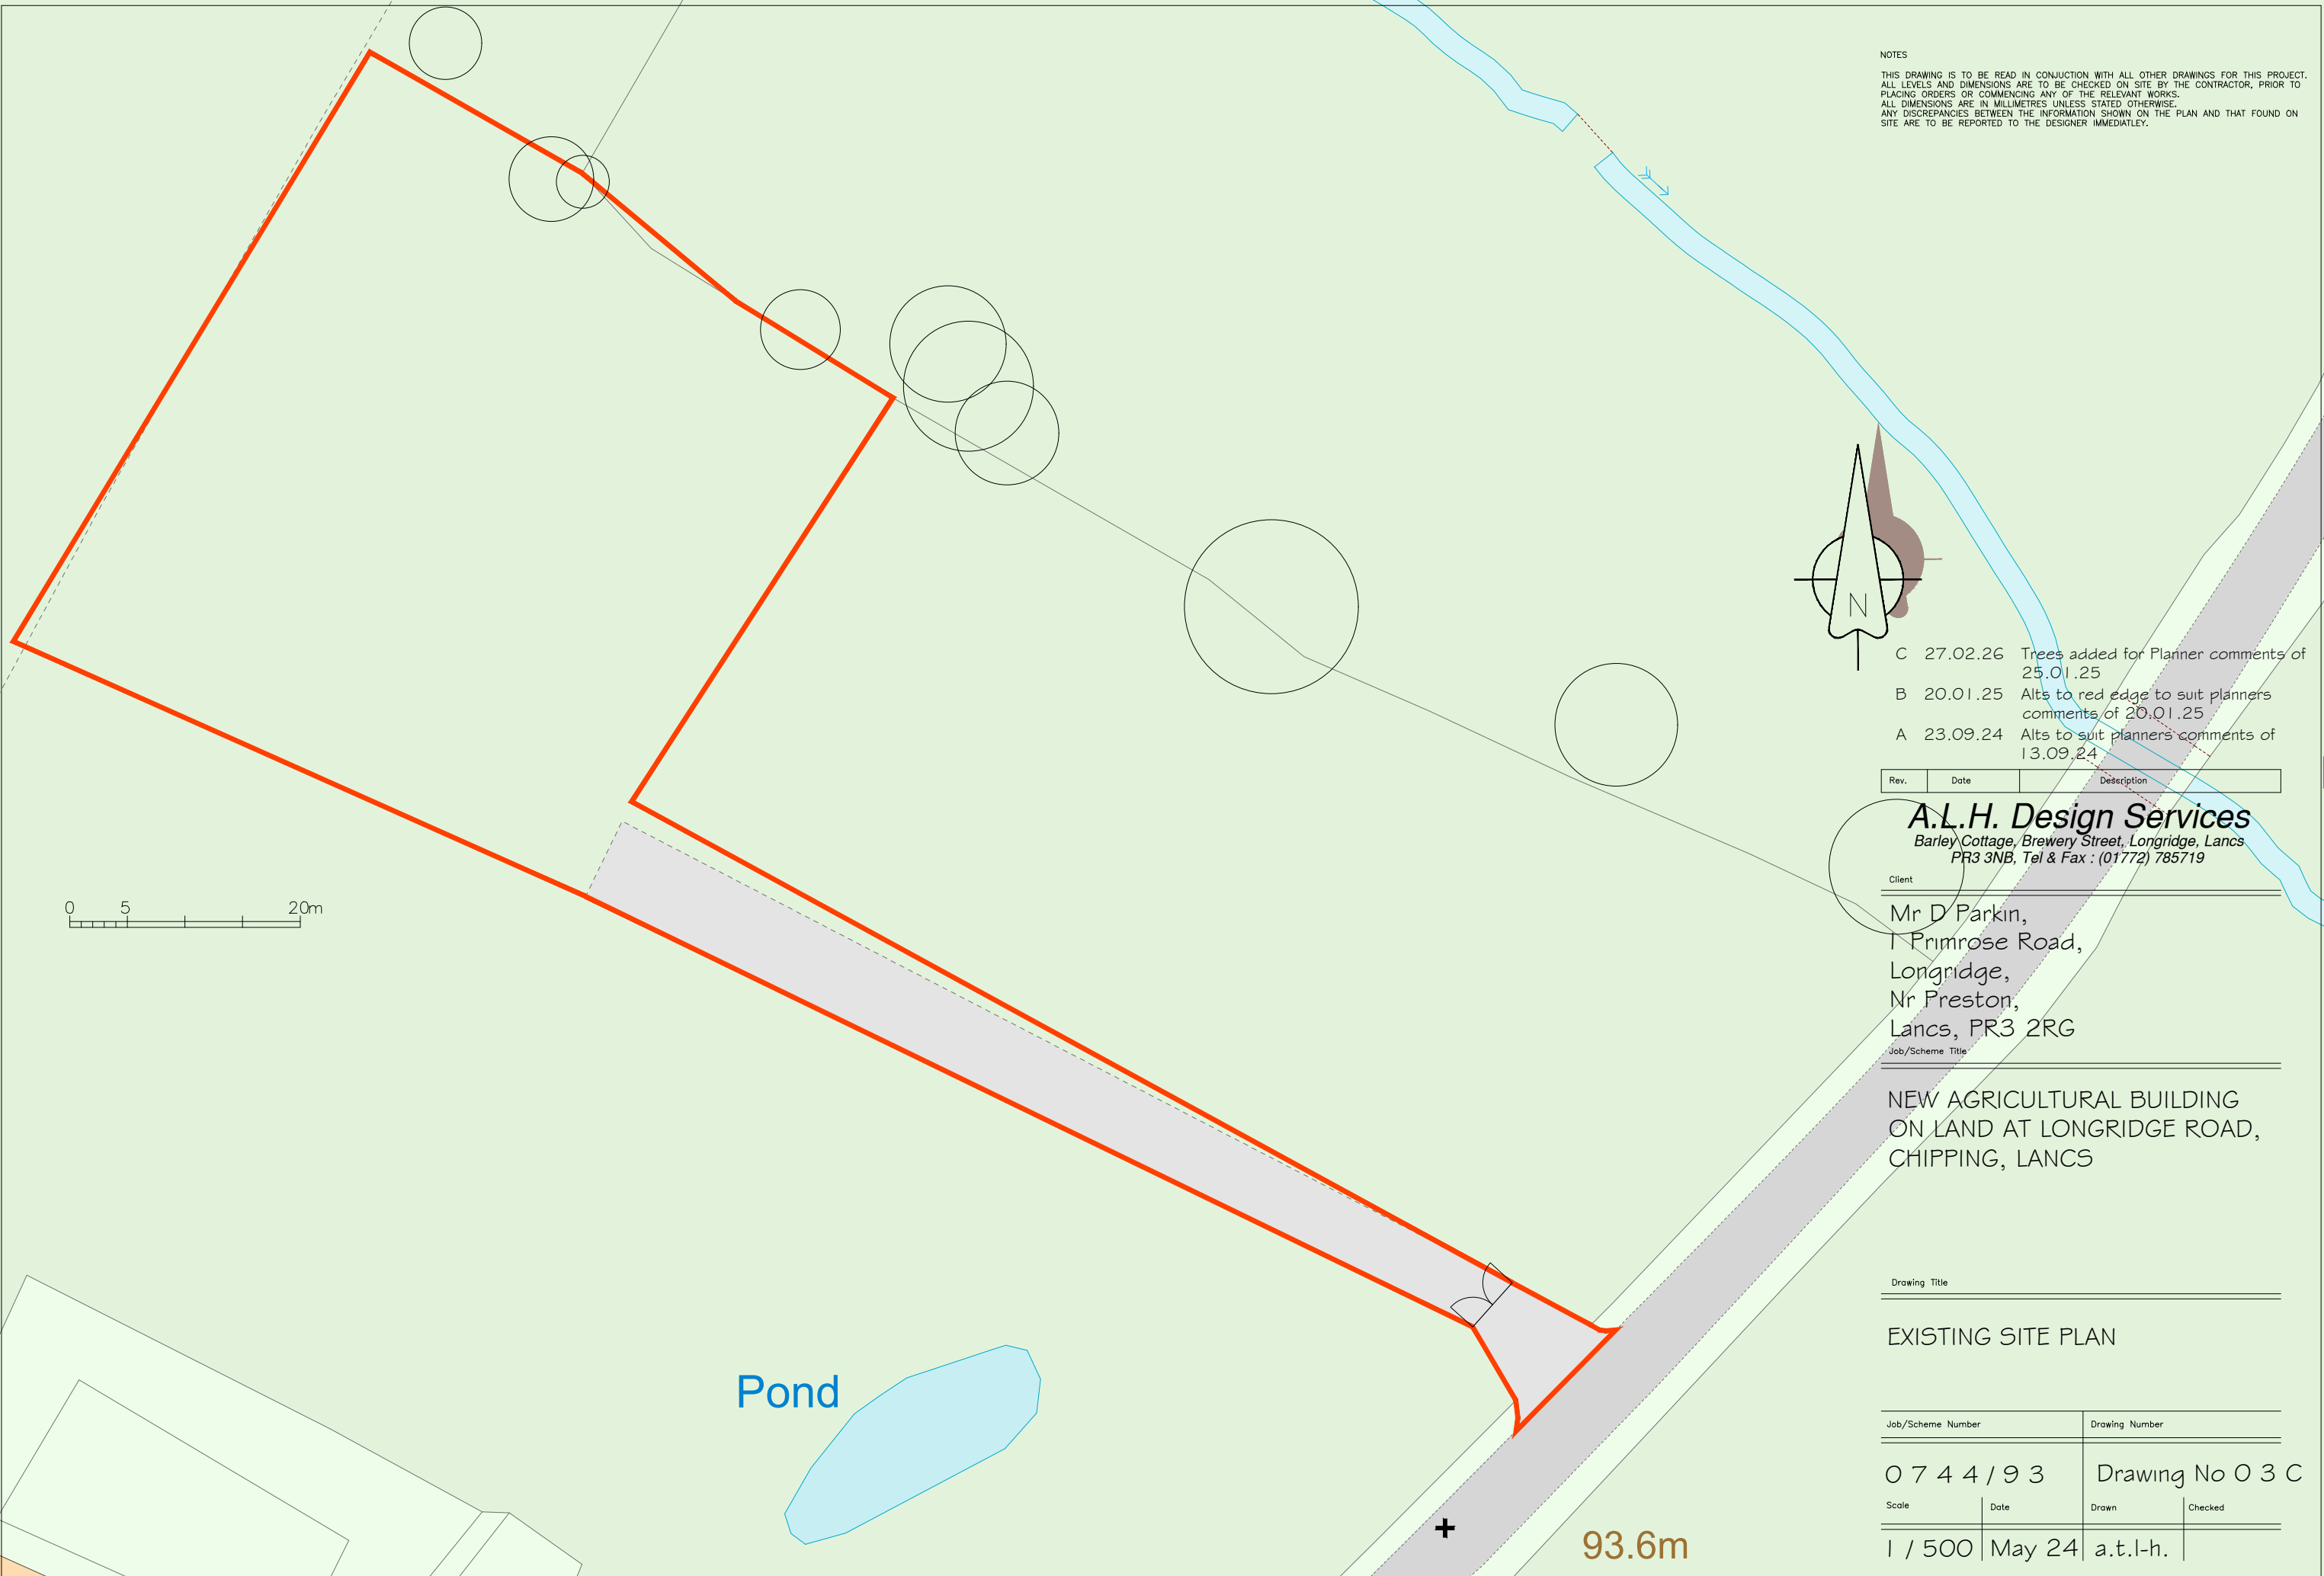 NOTES
THIS DRAWING IS TO BE READ IN CONJUCTION WITH ALL OTHER DRAWINGS FOR THIS PROJECT.
ALL LEVELS AND DIMENSIONS ARE TO BE CHECKED ON SITE BY THE CONTRACTOR, PRIOR TO
PLACING ORDERS OR COMMENCING ANY OF THE RELEVANT WORKS.
ALL DIMENSIONS ARE IN MILLIMETRES UNLESS STATED OTHERWISE.
ANY DISCREPANCIES BETWEEN THE INFORMATION SHOWN ON THE PLAN AND THAT FOUND ON
SITE ARE TO BE REPORTED TO THE DESIGNER IMMEDIATLEY.
N
C 27.02.26 Trees added for Planner comments of
25.01.25
B 20.01.25 Alts to red edge to suit planners
comments of 20.01.25
A 23.09.24 Alts to suit planners comments of
13.09.24
Rev. Date Description
A.L.H. Design Services
Barley Cottage, Brewery Street, Longridge, Lancs
PR3 3NB, Tel & Fax : (01772) 785719
Client
Mr D Parkin,
1 Primrose Road,
Longridge,
Nr Preston,
Lancs, PR3 2RG
Job/Scheme Title
NEW AGRICULTURAL BUILDING
ON LAND AT LONGRIDGE ROAD,
CHIPPING, LANCS
Drawing Title
EXISTING SITE PLAN
Job/Scheme Number Drawing Number
0744/93 Drawing No 03C
Scale Date Drawn Checked
1/500 May 24 a.t.l-h.
0 5 20m
Pond
93.6m